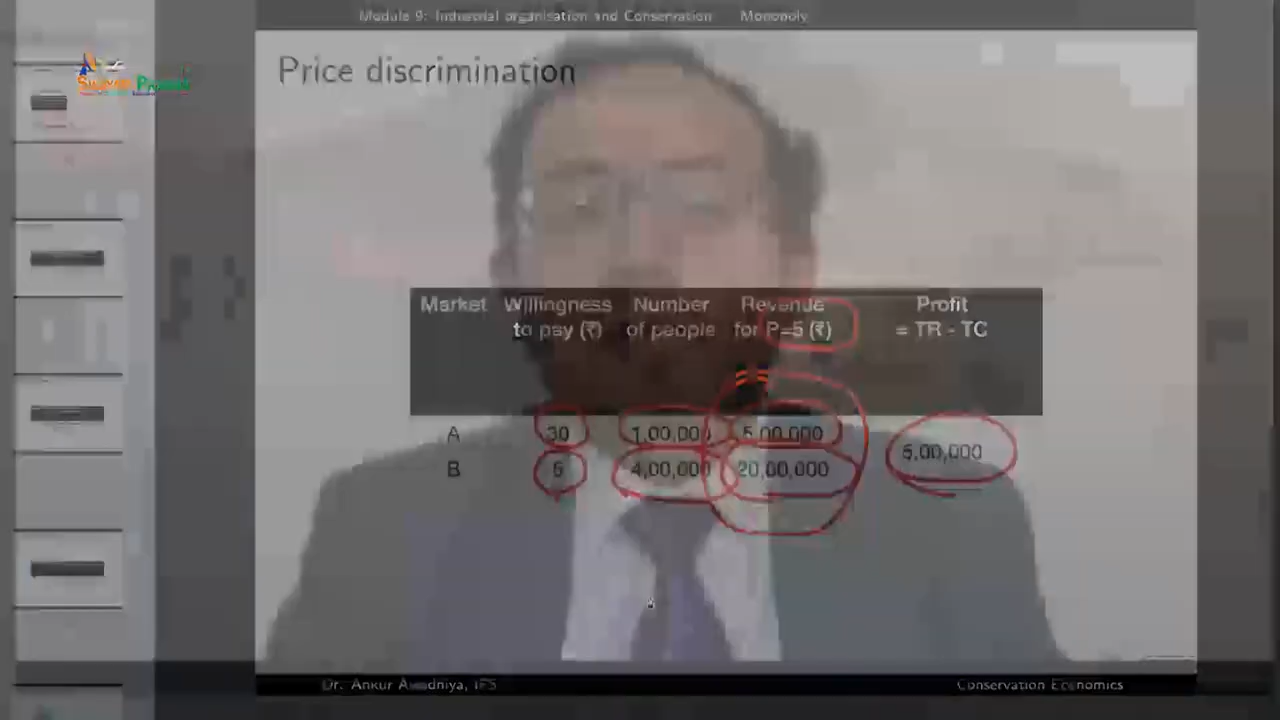 Module 9: Industrial organisation and Conservation Monopoly
Price discrimination
Market Willingness to pay (₹) Number of people Revenue for P=5 (₹) Profit = TR - TC
A 30 1,00,000 5,00,000
5,00,000
B 5 4,00,000 20,00,000
Dr. Ankur Awadhiya, IFS Conservation Economics